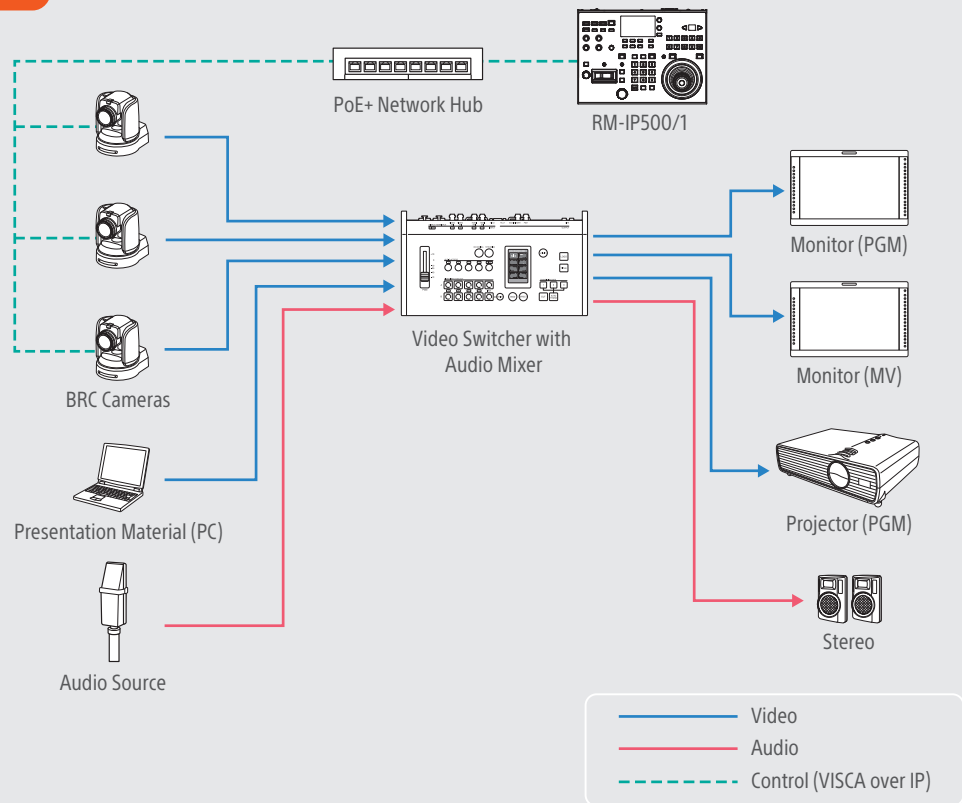 PoE+ Network Hub
RM-IP500/1
Monitor (PGM)
Video Switcher with
Audio Mixer
Monitor (MV)
BRC Cameras
Presentation Material (PC)
Projector (PGM)
Stereo
Audio Source
Video
Audio
Control (VISCA over IP)